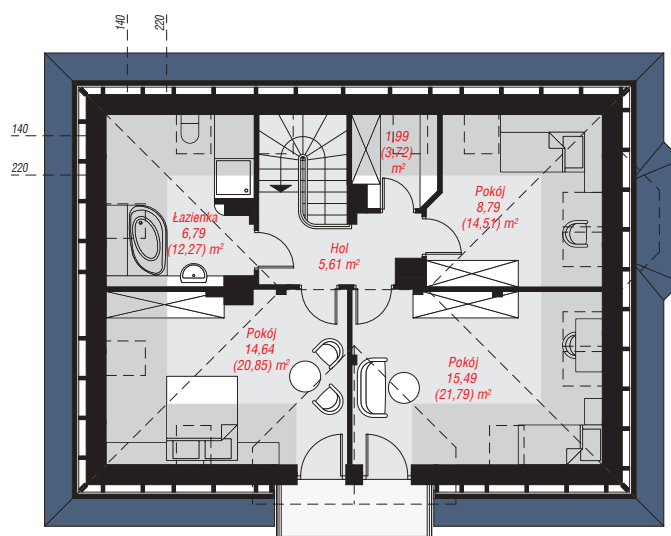 140
220
140
220
1,99
(3,72)
m²
Pokój
8,79
(14,51) m²
Łazienka
6,79
(12,27) m²
Hol
5,61 m²
Pokój
14,64
(20,85) m²
Pokój
15,49
(21,79) m²